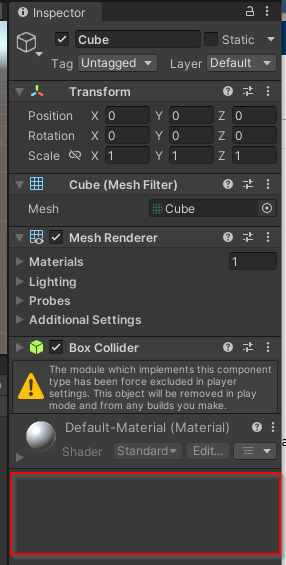 Inspector
Cube
Static
Tag Untagged Layer Default
Transform
Position X 0 Y 0 Z 0
Rotation X 0 Y 0 Z 0
Scale X 1 Y 1 Z 1
Cube (Mesh Filter)
Mesh Cube
Mesh Renderer
Materials 1
Lighting
Probes
Additional Settings
Box Collider
The module which implements this component
type has been force excluded in player
settings. This object will be removed in play
mode and from any builds you make.
Default-Material (Material)
Shader Standard Edit...